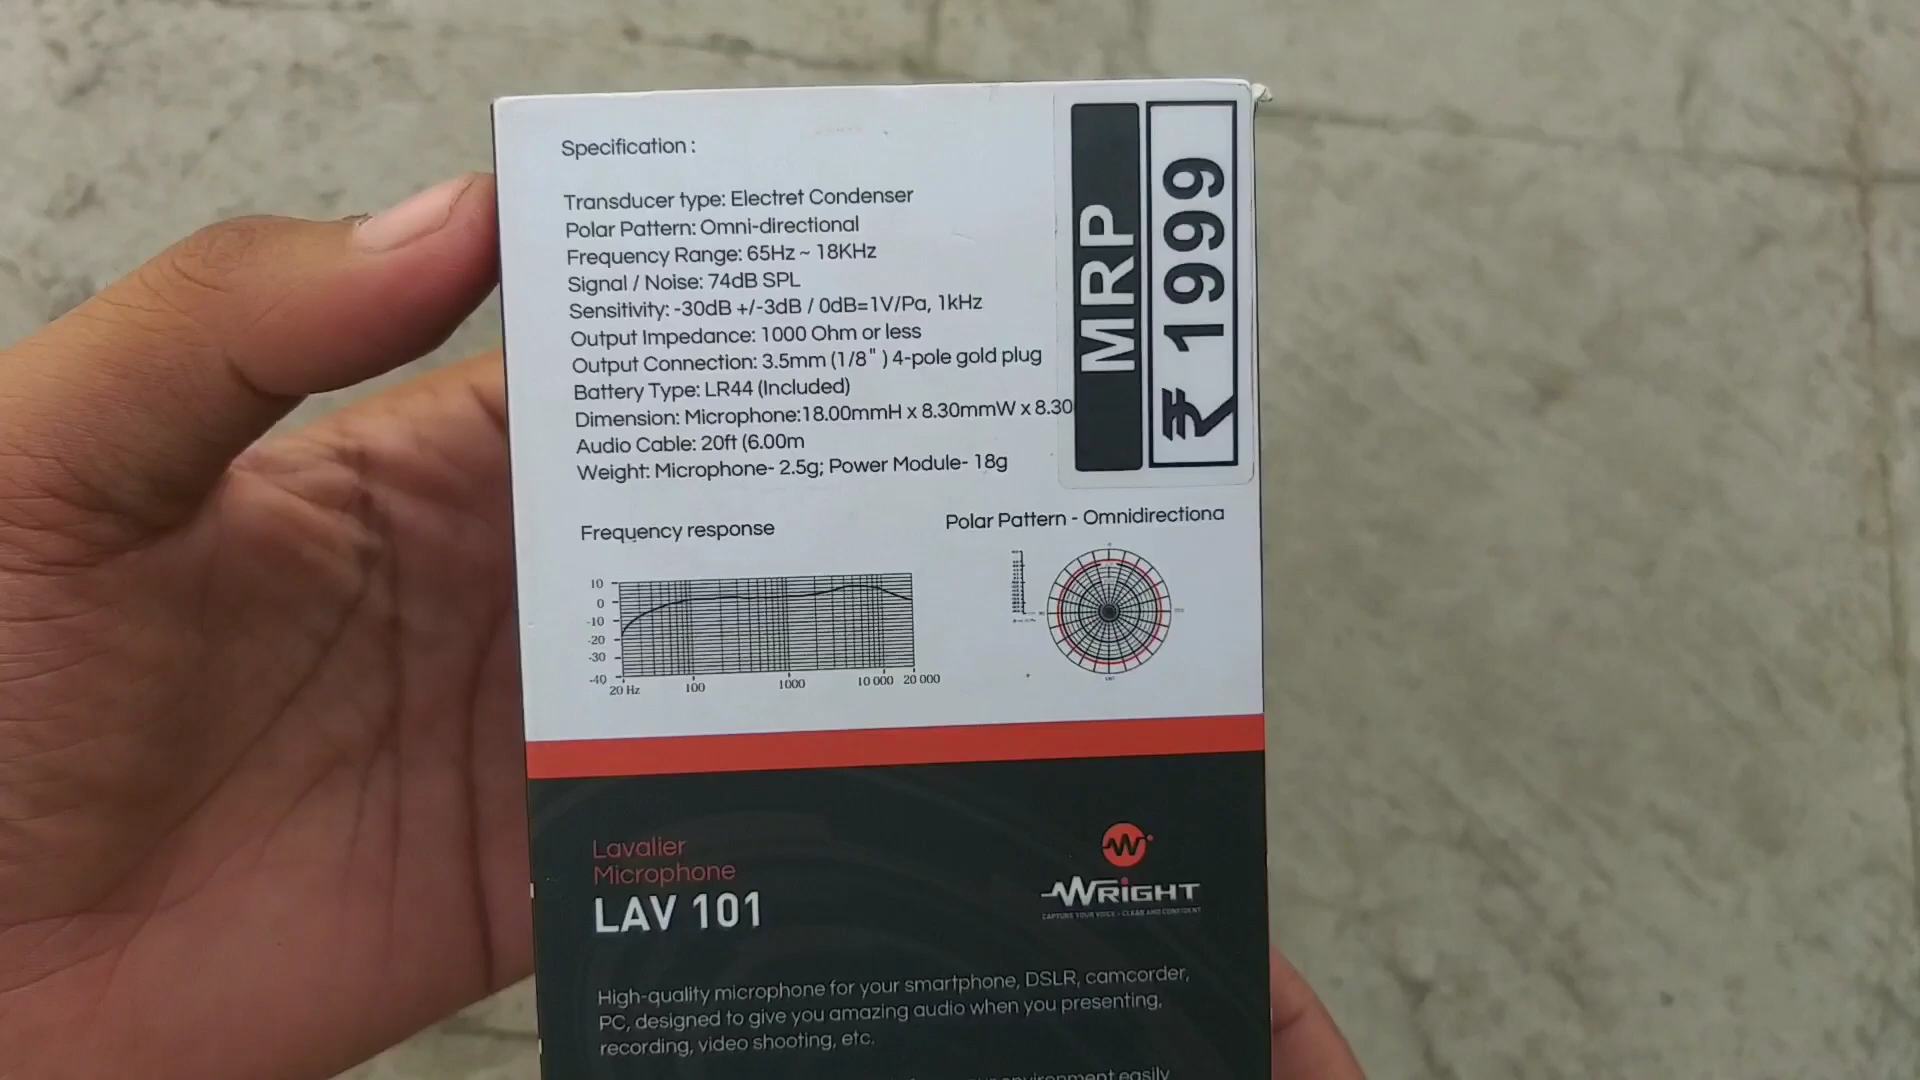 Specification :
Transducer type: Electret Condenser
Polar Pattern: Omni-directional
Frequency Range: 65Hz ~ 18KHz
Signal / Noise: 74dB SPL
Sensitivity: -30dB +/-3dB / 0dB=1V/Pa, 1kHz
Output Impedance: 1000 Ohm or less
Output Connection: 3.5mm (1/8" ) 4-pole gold plug
Battery Type: LR44 (Included)
Dimension: Microphone:18.00mmH x 8.30mmW x 8.30
Audio Cable: 20ft (6.00m
Weight: Microphone- 2.5g; Power Module- 18g
MRP
₹ 1999
Frequency response
Polar Pattern - Omnidirectiona
10
0
-10
-20
-30
-40
20 Hz 100 1000 10 000 20 000
Lavalier
Microphone
LAV 101
WRIGHT
CAPTURE YOUR VOICE - CLEAR AND CONFIDENT
High-quality microphone for your smartphone, DSLR, camcorder,
PC, designed to give you amazing audio when you presenting,
recording, video shooting, etc.
environment easily